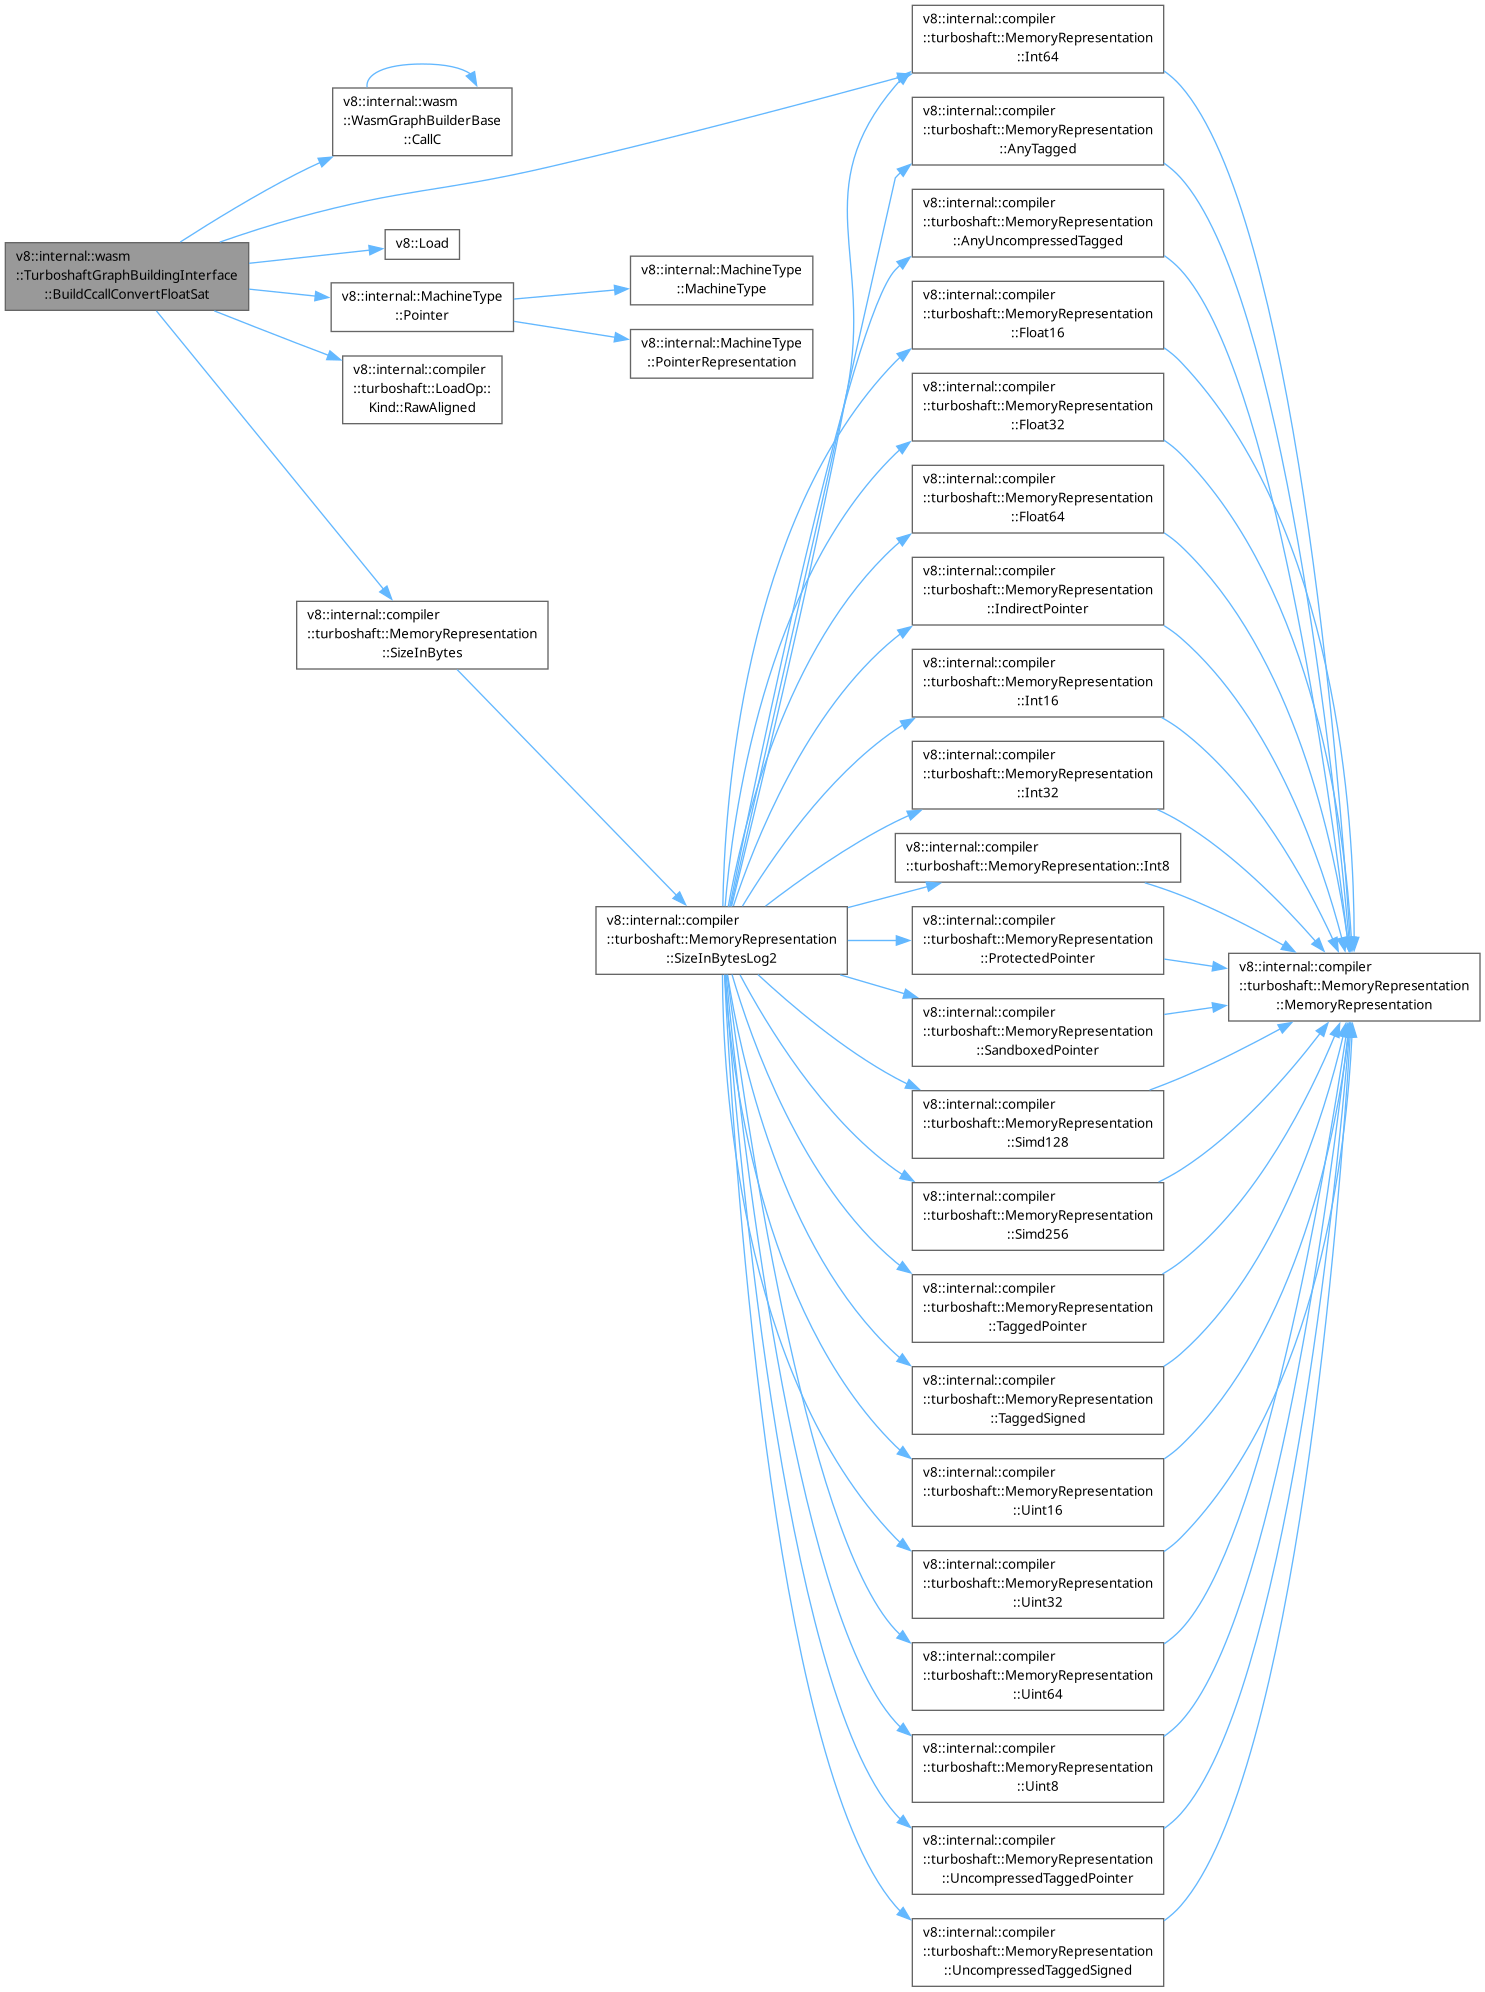 v8::internal::compiler
::turboshaft::MemoryRepresentation
::Int64
v8::internal::wasm
::WasmGraphBuilderBase
::CallC
v8::internal::compiler
::turboshaft::MemoryRepresentation
::AnyTagged
v8::internal::compiler
::turboshaft::MemoryRepresentation
::AnyUncompressedTagged
v8::Load
v8::internal::wasm
::TurboshaftGraphBuildingInterface
::BuildCcallConvertFloatSat
v8::internal::MachineType
::MachineType
v8::internal::MachineType
::Pointer
v8::internal::compiler
::turboshaft::MemoryRepresentation
::Float16
v8::internal::MachineType
::PointerRepresentation
v8::internal::compiler
::turboshaft::LoadOp::
Kind::RawAligned
v8::internal::compiler
::turboshaft::MemoryRepresentation
::Float32
v8::internal::compiler
::turboshaft::MemoryRepresentation
::Float64
v8::internal::compiler
::turboshaft::MemoryRepresentation
::IndirectPointer
v8::internal::compiler
::turboshaft::MemoryRepresentation
::SizeInBytes
v8::internal::compiler
::turboshaft::MemoryRepresentation
::Int16
v8::internal::compiler
::turboshaft::MemoryRepresentation
::Int32
v8::internal::compiler
::turboshaft::MemoryRepresentation::Int8
v8::internal::compiler
::turboshaft::MemoryRepresentation
::SizeInBytesLog2
v8::internal::compiler
::turboshaft::MemoryRepresentation
::ProtectedPointer
v8::internal::compiler
::turboshaft::MemoryRepresentation
::MemoryRepresentation
v8::internal::compiler
::turboshaft::MemoryRepresentation
::SandboxedPointer
v8::internal::compiler
::turboshaft::MemoryRepresentation
::Simd128
v8::internal::compiler
::turboshaft::MemoryRepresentation
::Simd256
v8::internal::compiler
::turboshaft::MemoryRepresentation
::TaggedPointer
v8::internal::compiler
::turboshaft::MemoryRepresentation
::TaggedSigned
v8::internal::compiler
::turboshaft::MemoryRepresentation
::Uint16
v8::internal::compiler
::turboshaft::MemoryRepresentation
::Uint32
v8::internal::compiler
::turboshaft::MemoryRepresentation
::Uint64
v8::internal::compiler
::turboshaft::MemoryRepresentation
::Uint8
v8::internal::compiler
::turboshaft::MemoryRepresentation
::UncompressedTaggedPointer
v8::internal::compiler
::turboshaft::MemoryRepresentation
::UncompressedTaggedSigned